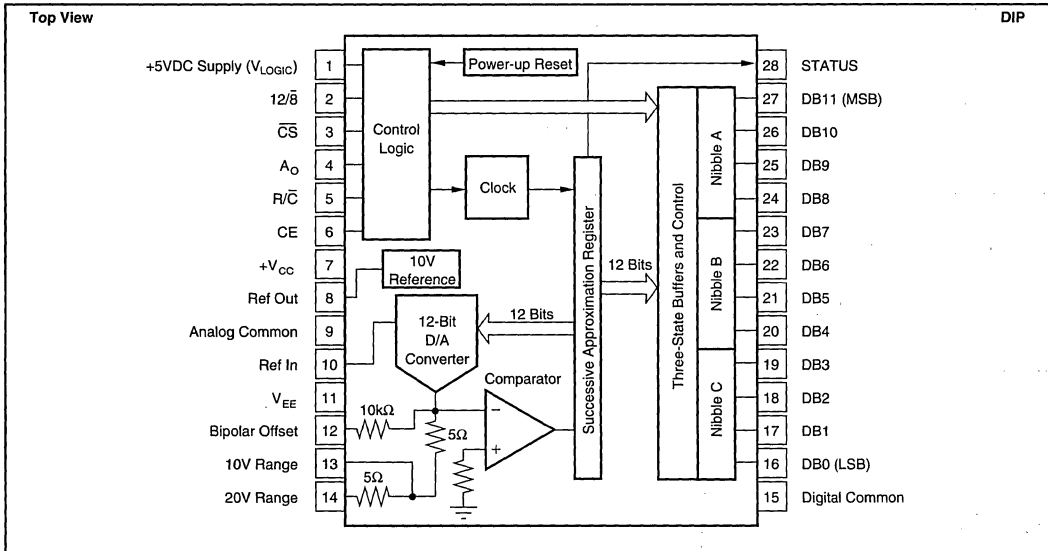 Top View
DIP
+5VDC Supply (VLOGIC)
1
12/8̅
2
C̅S̅
3
AO
4
R/C̅
5
CE
6
+VCC
7
Ref Out
8
Analog Common
9
Ref In
10
VEE
11
Bipolar Offset
12
10V Range
13
20V Range
14
Control
Logic
Power-up Reset
Clock
10V
Reference
12-Bit
D/A
Converter
12 Bits
Comparator
10kΩ
5Ω
5Ω
−
+
Successive Approximation Register
12 Bits
Three-State Buffers and Control
Nibble A
Nibble B
Nibble C
28
STATUS
27
DB11 (MSB)
26
DB10
25
DB9
24
DB8
23
DB7
22
DB6
21
DB5
20
DB4
19
DB3
18
DB2
17
DB1
16
DB0 (LSB)
15
Digital Common